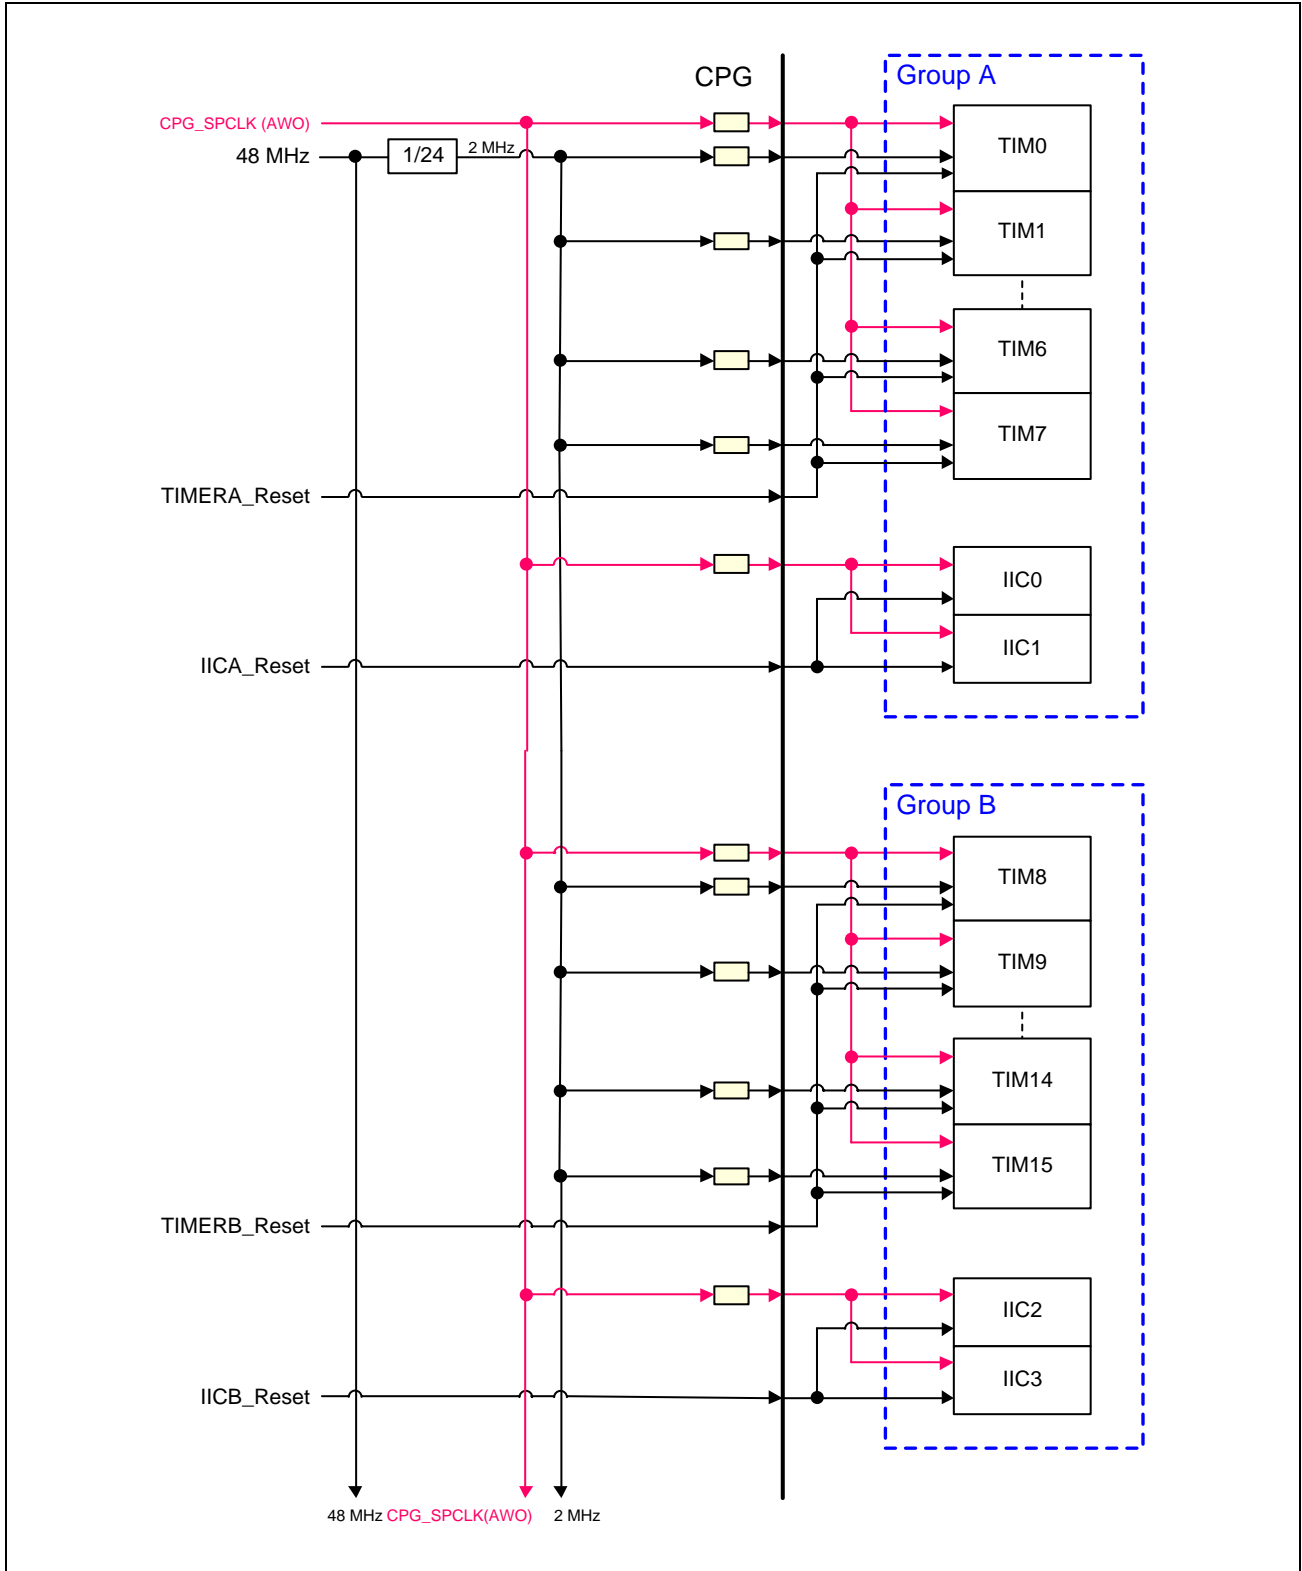 CPG
Group A
CPG_SPCLK (AWO)
48 MHz
1/24
2 MHz
TIM0
TIM1
TIM6
TIM7
TIMERA_Reset
IIC0
IIC1
IICA_Reset
Group B
TIM8
TIM9
TIM14
TIM15
TIMERB_Reset
IIC2
IIC3
IICB_Reset
48 MHz CPG_SPCLK(AWO) 2 MHz